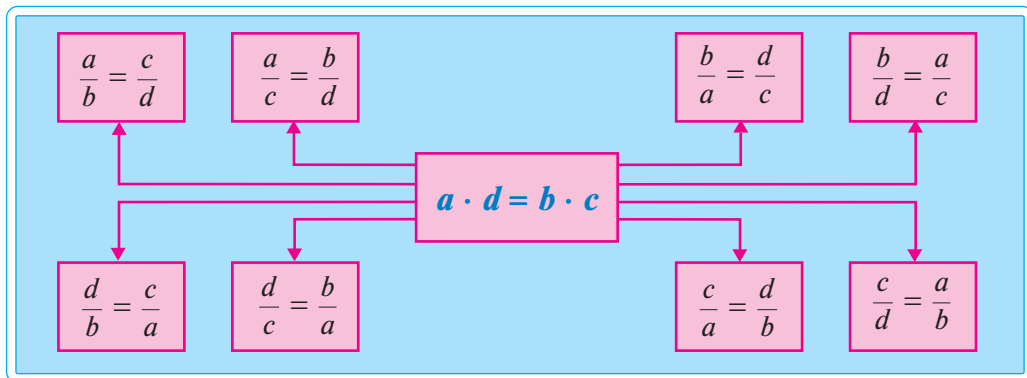 a/b = c/d
a/c = b/d
b/a = d/c
b/d = a/c
a · d = b · c
d/b = c/a
d/c = b/a
c/a = d/b
c/d = a/b